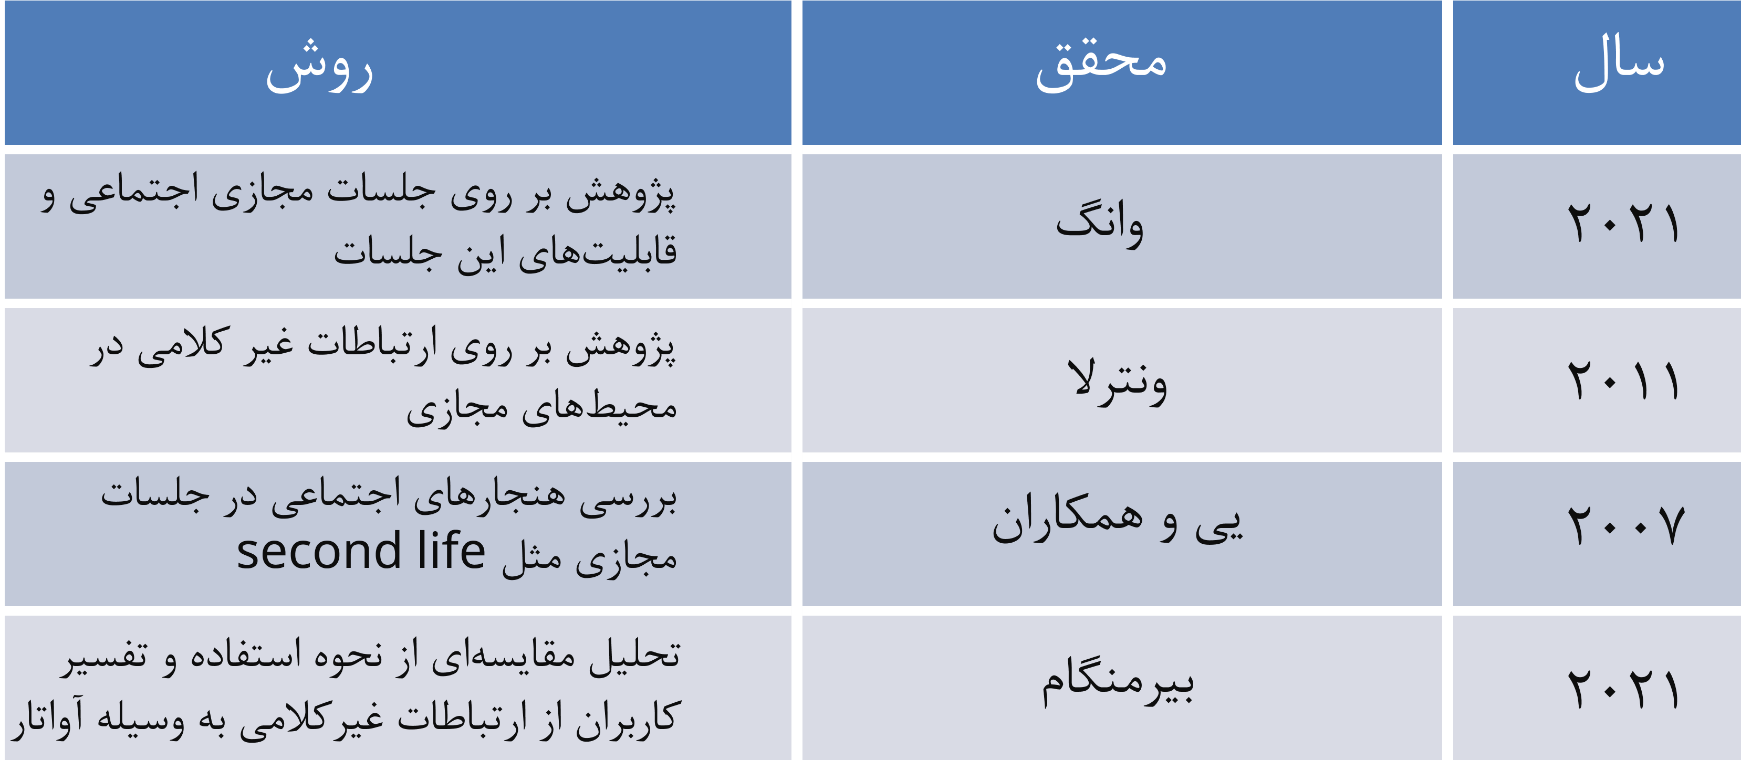 سال
محقق
روش
۲۰۲۱
وانگ
پژوهش بر روی جلسات مجازی اجتماعی و
قابلیت‌های این جلسات
۲۰۱۱
ونترلا
پژوهش بر روی ارتباطات غیر کلامی در
محیط‌های مجازی
۲۰۰۷
یی و همکاران
بررسی هنجارهای اجتماعی در جلسات
مجازی مثل second life
۲۰۲۱
بیرمنگام
تحلیل مقایسه‌ای از نحوه استفاده و تفسیر
کاربران از ارتباطات غیرکلامی به وسیله آواتار